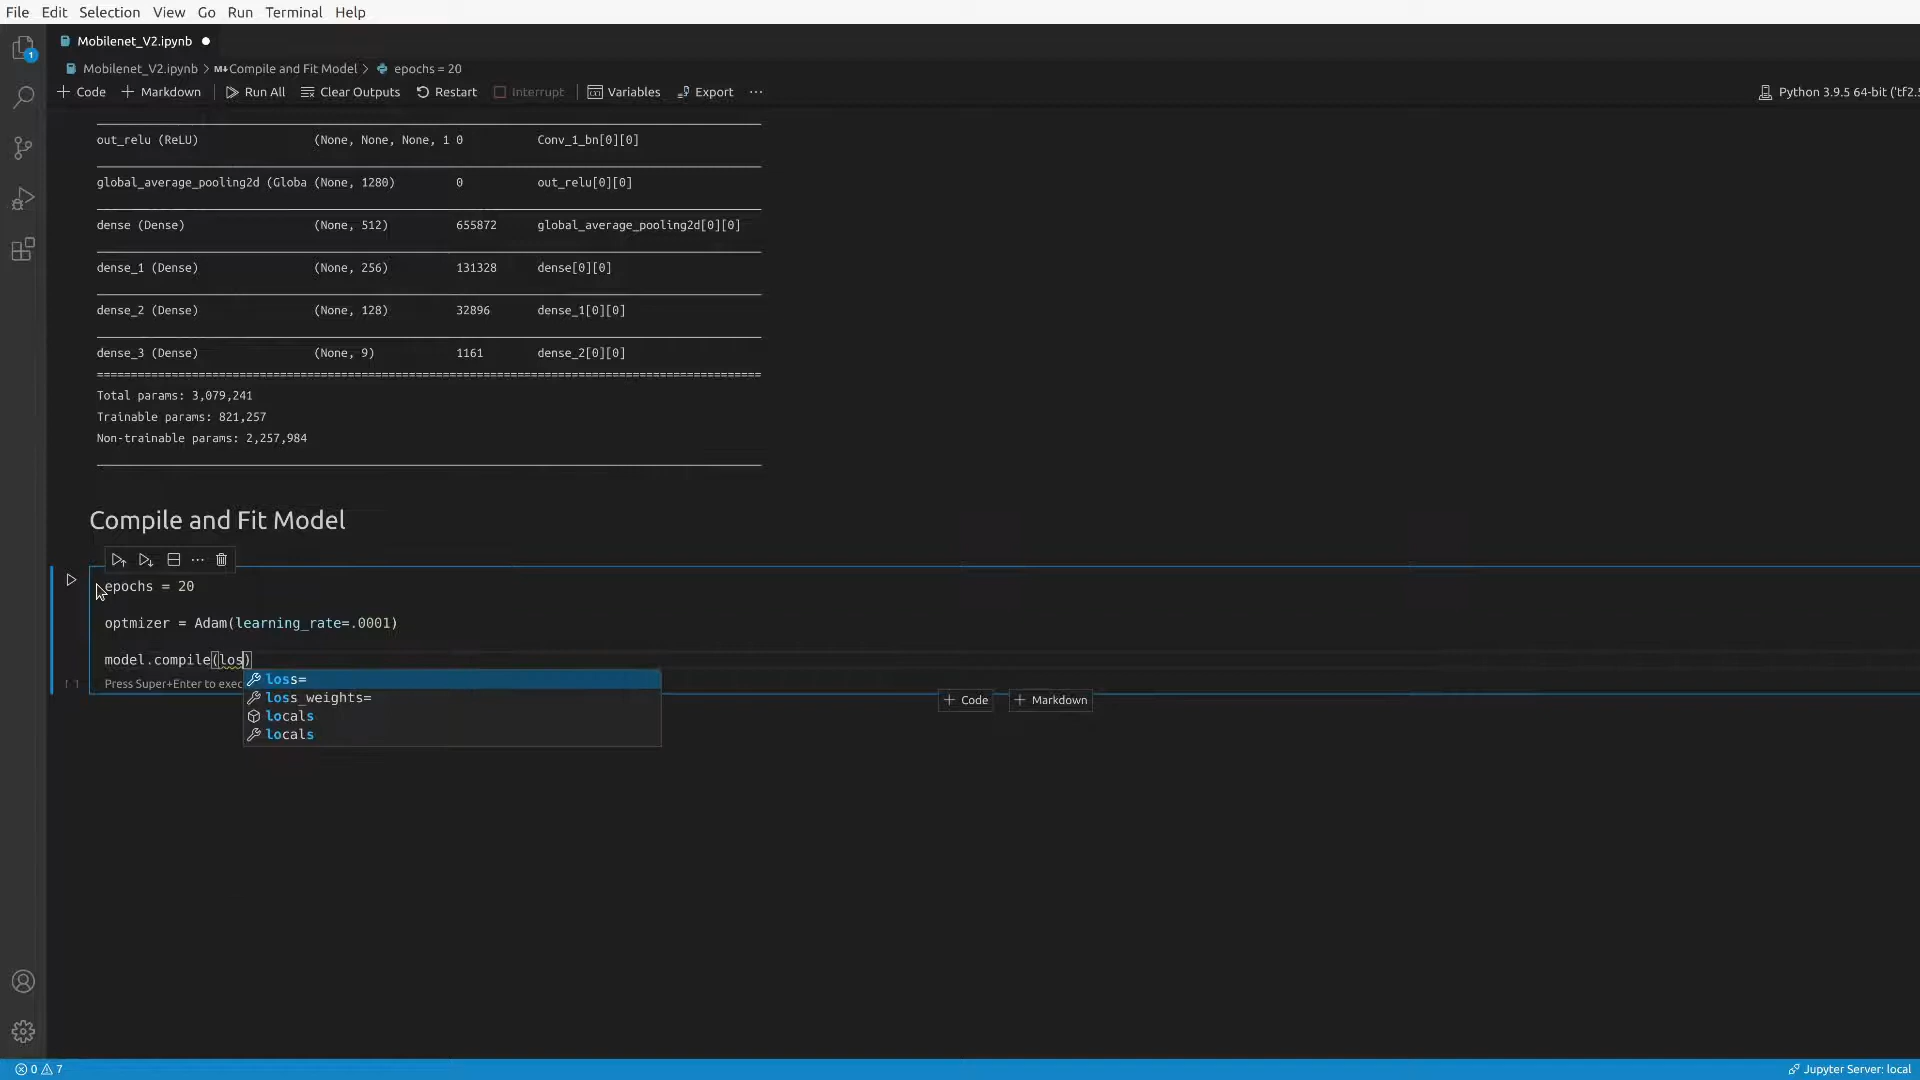 File Edit Selection View Go Run Terminal Help
1
Mobilenet_V2.ipynb
Mobilenet_V2.ipynb > M↓Compile and Fit Model > epochs = 20
+ Code + Markdown Run All Clear Outputs Restart Interrupt Variables Export ...
Python 3.9.5 64-bit ('tf2.5
out_relu (ReLU) (None, None, None, 1 0 Conv_1_bn[0][0]
global_average_pooling2d (Globa (None, 1280) 0 out_relu[0][0]
dense (Dense) (None, 512) 655872 global_average_pooling2d[0][0]
dense_1 (Dense) (None, 256) 131328 dense[0][0]
dense_2 (Dense) (None, 128) 32896 dense_1[0][0]
dense_3 (Dense) (None, 9) 1161 dense_2[0][0]
Total params: 3,079,241
Trainable params: 821,257
Non-trainable params: 2,257,984
Compile and Fit Model
epochs = 20
optmizer = Adam(learning_rate=.0001)
model.compile(los)
[ ] Press Super+Enter to exec
loss=
loss_weights=
locals
locals
+ Code + Markdown
0 7
Jupyter Server: local